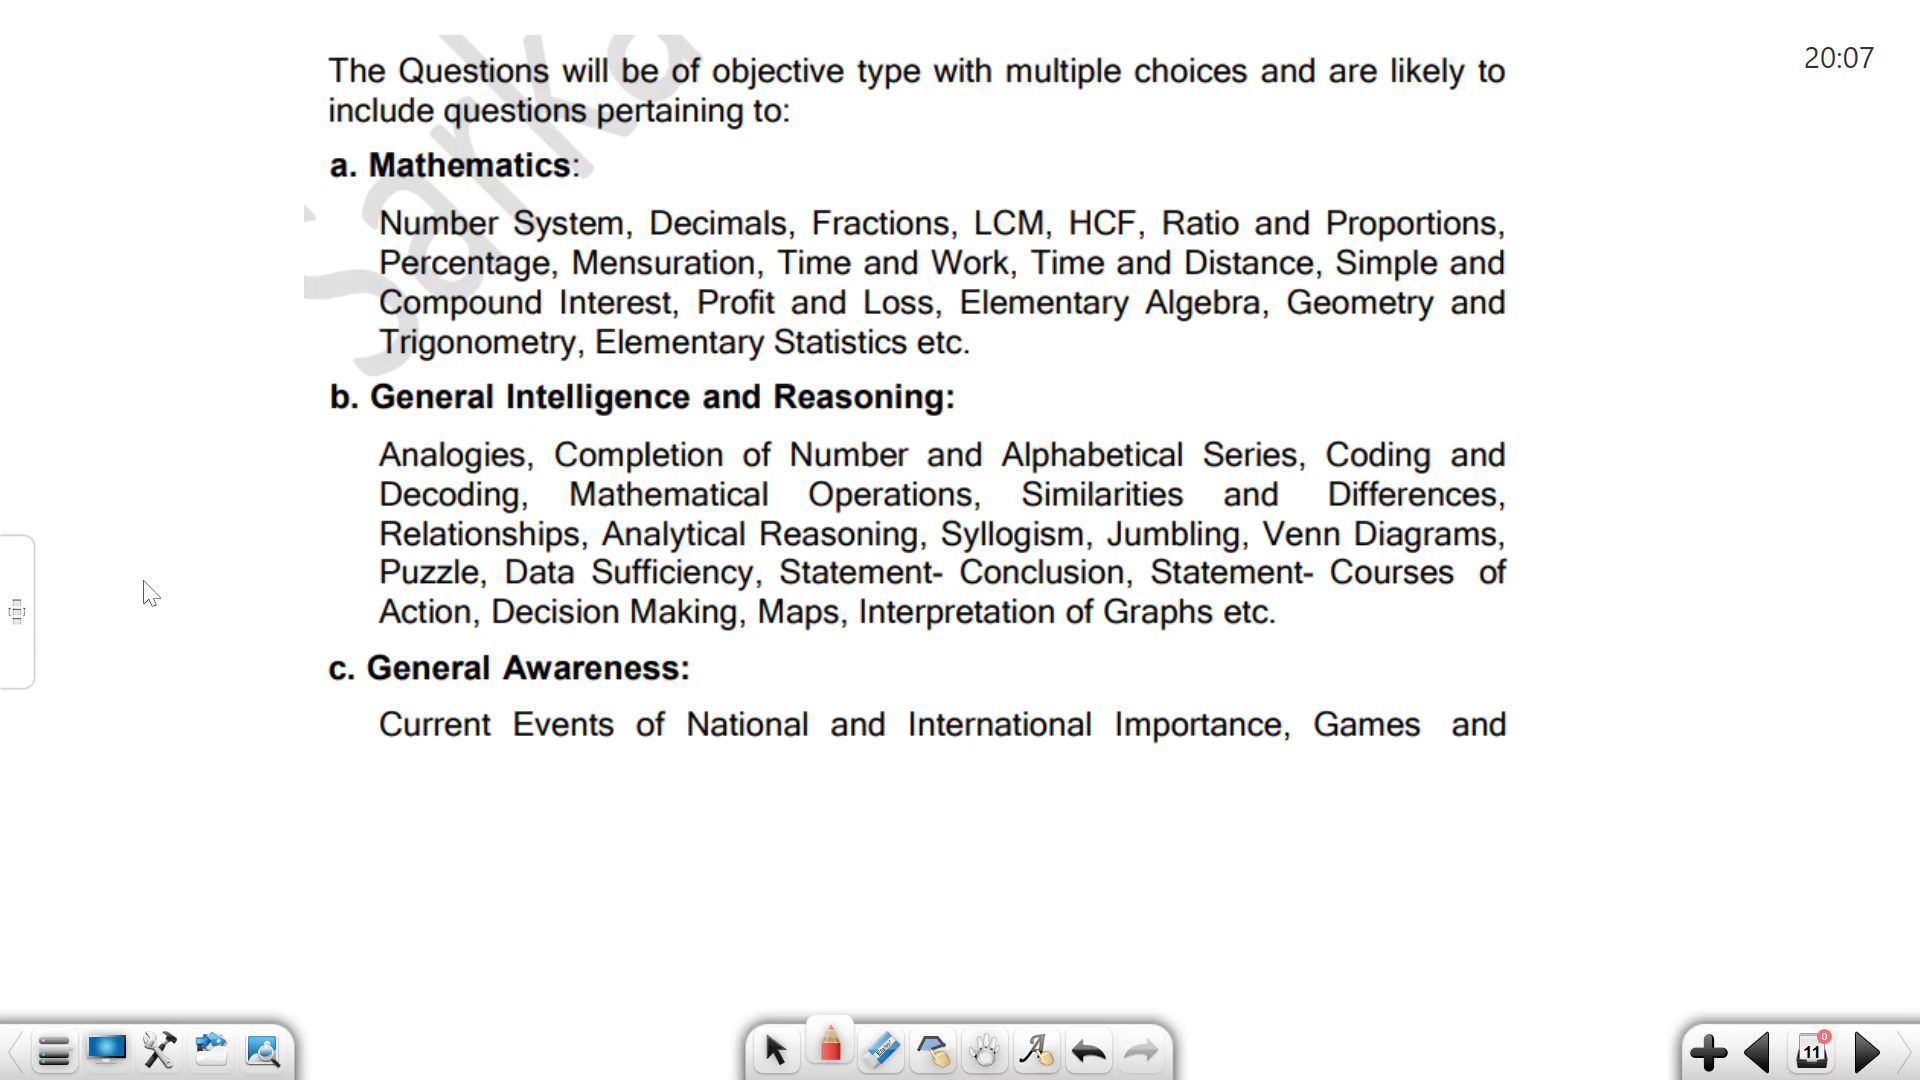 20:07
The Questions will be of objective type with multiple choices and are likely to
include questions pertaining to:
a. Mathematics:
Number System, Decimals, Fractions, LCM, HCF, Ratio and Proportions,
Percentage, Mensuration, Time and Work, Time and Distance, Simple and
Compound Interest, Profit and Loss, Elementary Algebra, Geometry and
Trigonometry, Elementary Statistics etc.
b. General Intelligence and Reasoning:
Analogies, Completion of Number and Alphabetical Series, Coding and
Decoding, Mathematical Operations, Similarities and Differences,
Relationships, Analytical Reasoning, Syllogism, Jumbling, Venn Diagrams,
Puzzle, Data Sufficiency, Statement- Conclusion, Statement- Courses of
Action, Decision Making, Maps, Interpretation of Graphs etc.
c. General Awareness:
Current Events of National and International Importance, Games and
Sarka
Eraser
A
11
0